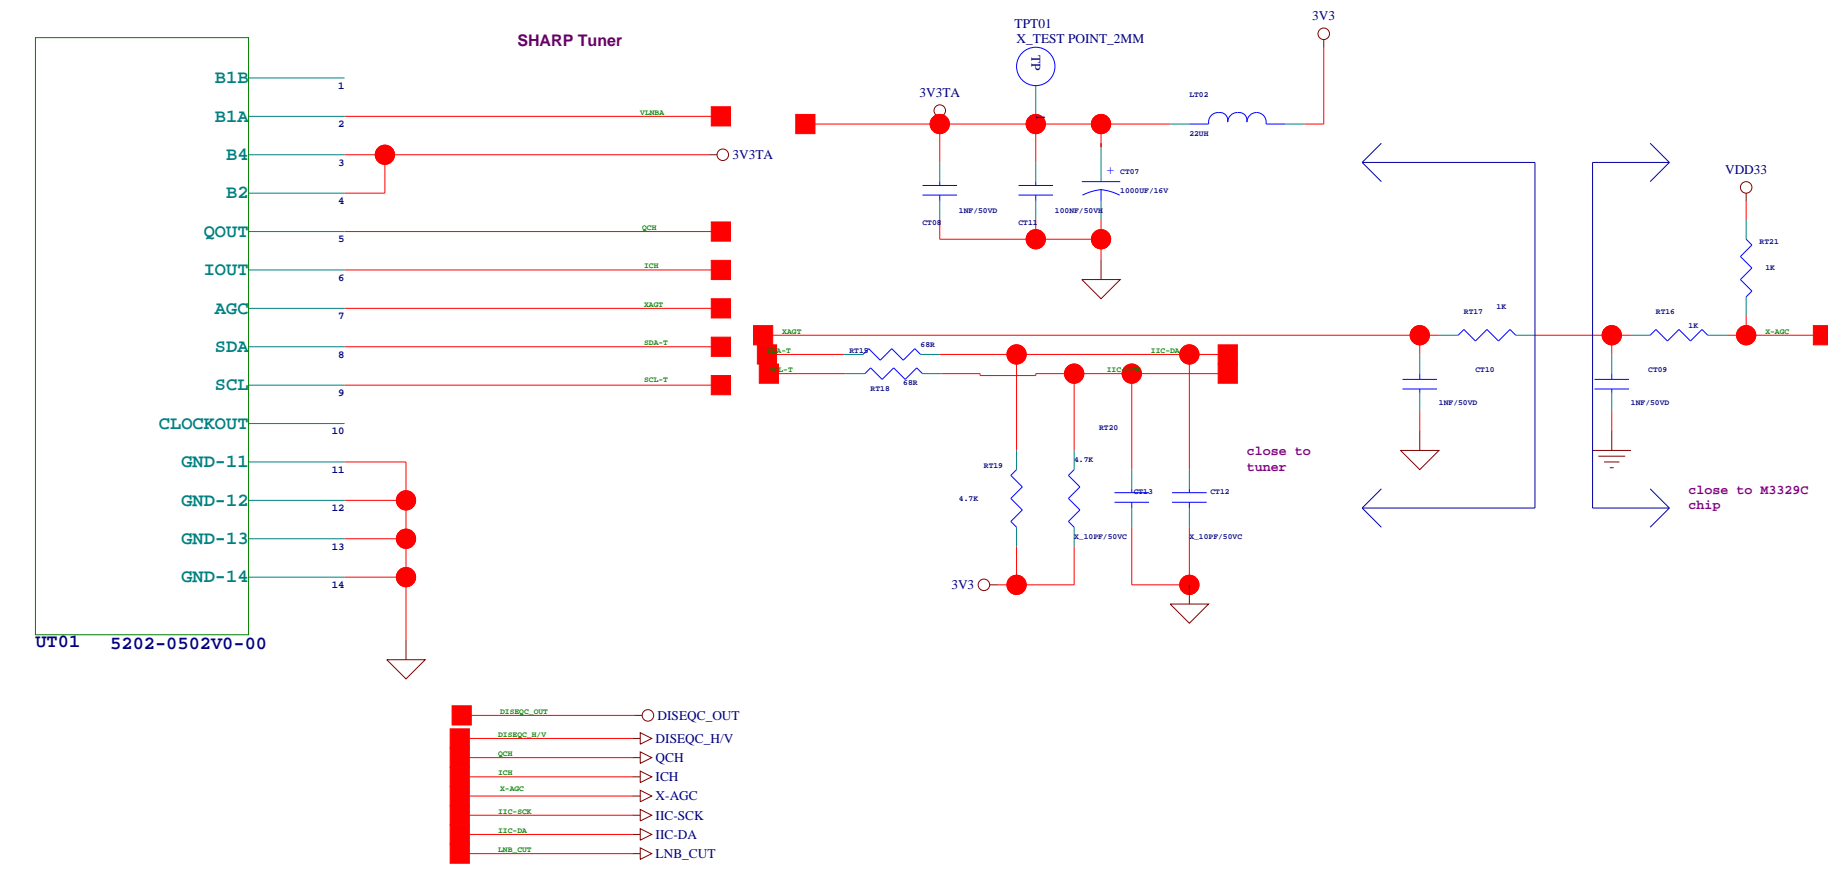 SHARP Tuner
B1B
1
B1A
2
VLNBA
B4
3
3V3TA
B2
4
QOUT
5
QCH
IOUT
6
ICH
AGC
7
XAGT
SDA
8
SDA-T
SCL
9
SCL-T
CLOCKOUT
10
GND-11
11
GND-12
12
GND-13
13
GND-14
14
UT01 5202-0502V0-00
TPT01
X_TEST POINT_2MM
TP
1
3V3
3V3TA
LT02
22UH
CT07
1000UF/16V
1NF/50VD
100NF/50VH
CT08
CT11
XAGT
RT15
68R
IIC-DA
RT18
68R
RT20
RT19
4.7K
4.7K
CT13
CT12
X_10PF/50VC
X_10PF/50VC
3V3
close to
tuner
VDD33
RT21
1K
RT17
1K
RT16
1K
X-AGC
CT10
1NF/50VD
CT09
1NF/50VD
close to M3329C
chip
DISEQC_OUT
DISEQC_OUT
DISEQC_H/V
DISEQC_H/V
QCH
QCH
ICH
ICH
X-AGC
X-AGC
IIC-SCK
IIC-SCK
IIC-DA
IIC-DA
LNB_CUT
LNB_CUT